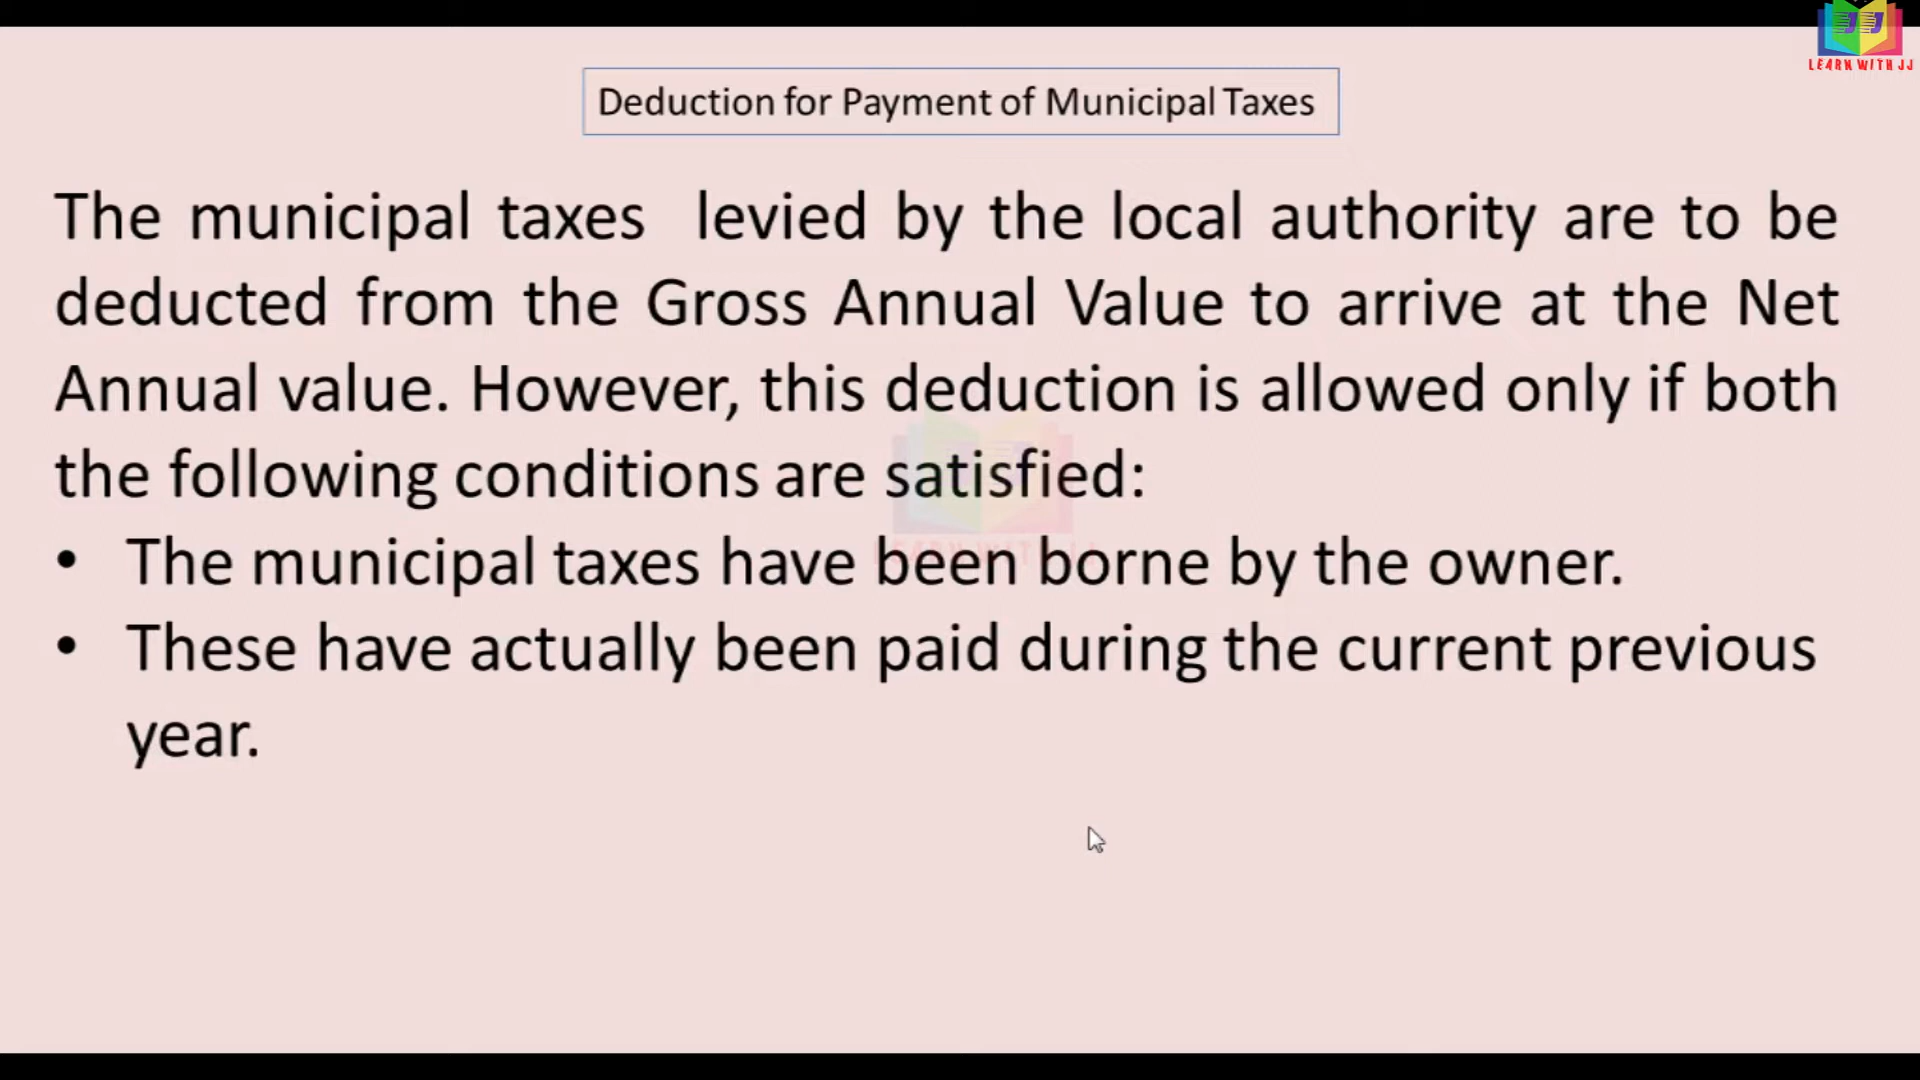 LEARN WITH JJ
Deduction for Payment of Municipal Taxes
The municipal taxes levied by the local authority are to be
deducted from the Gross Annual Value to arrive at the Net
Annual value. However, this deduction is allowed only if both
the following conditions are satisfied:
• The municipal taxes have been borne by the owner.
• These have actually been paid during the current previous
year.
LEARN WITH JJ